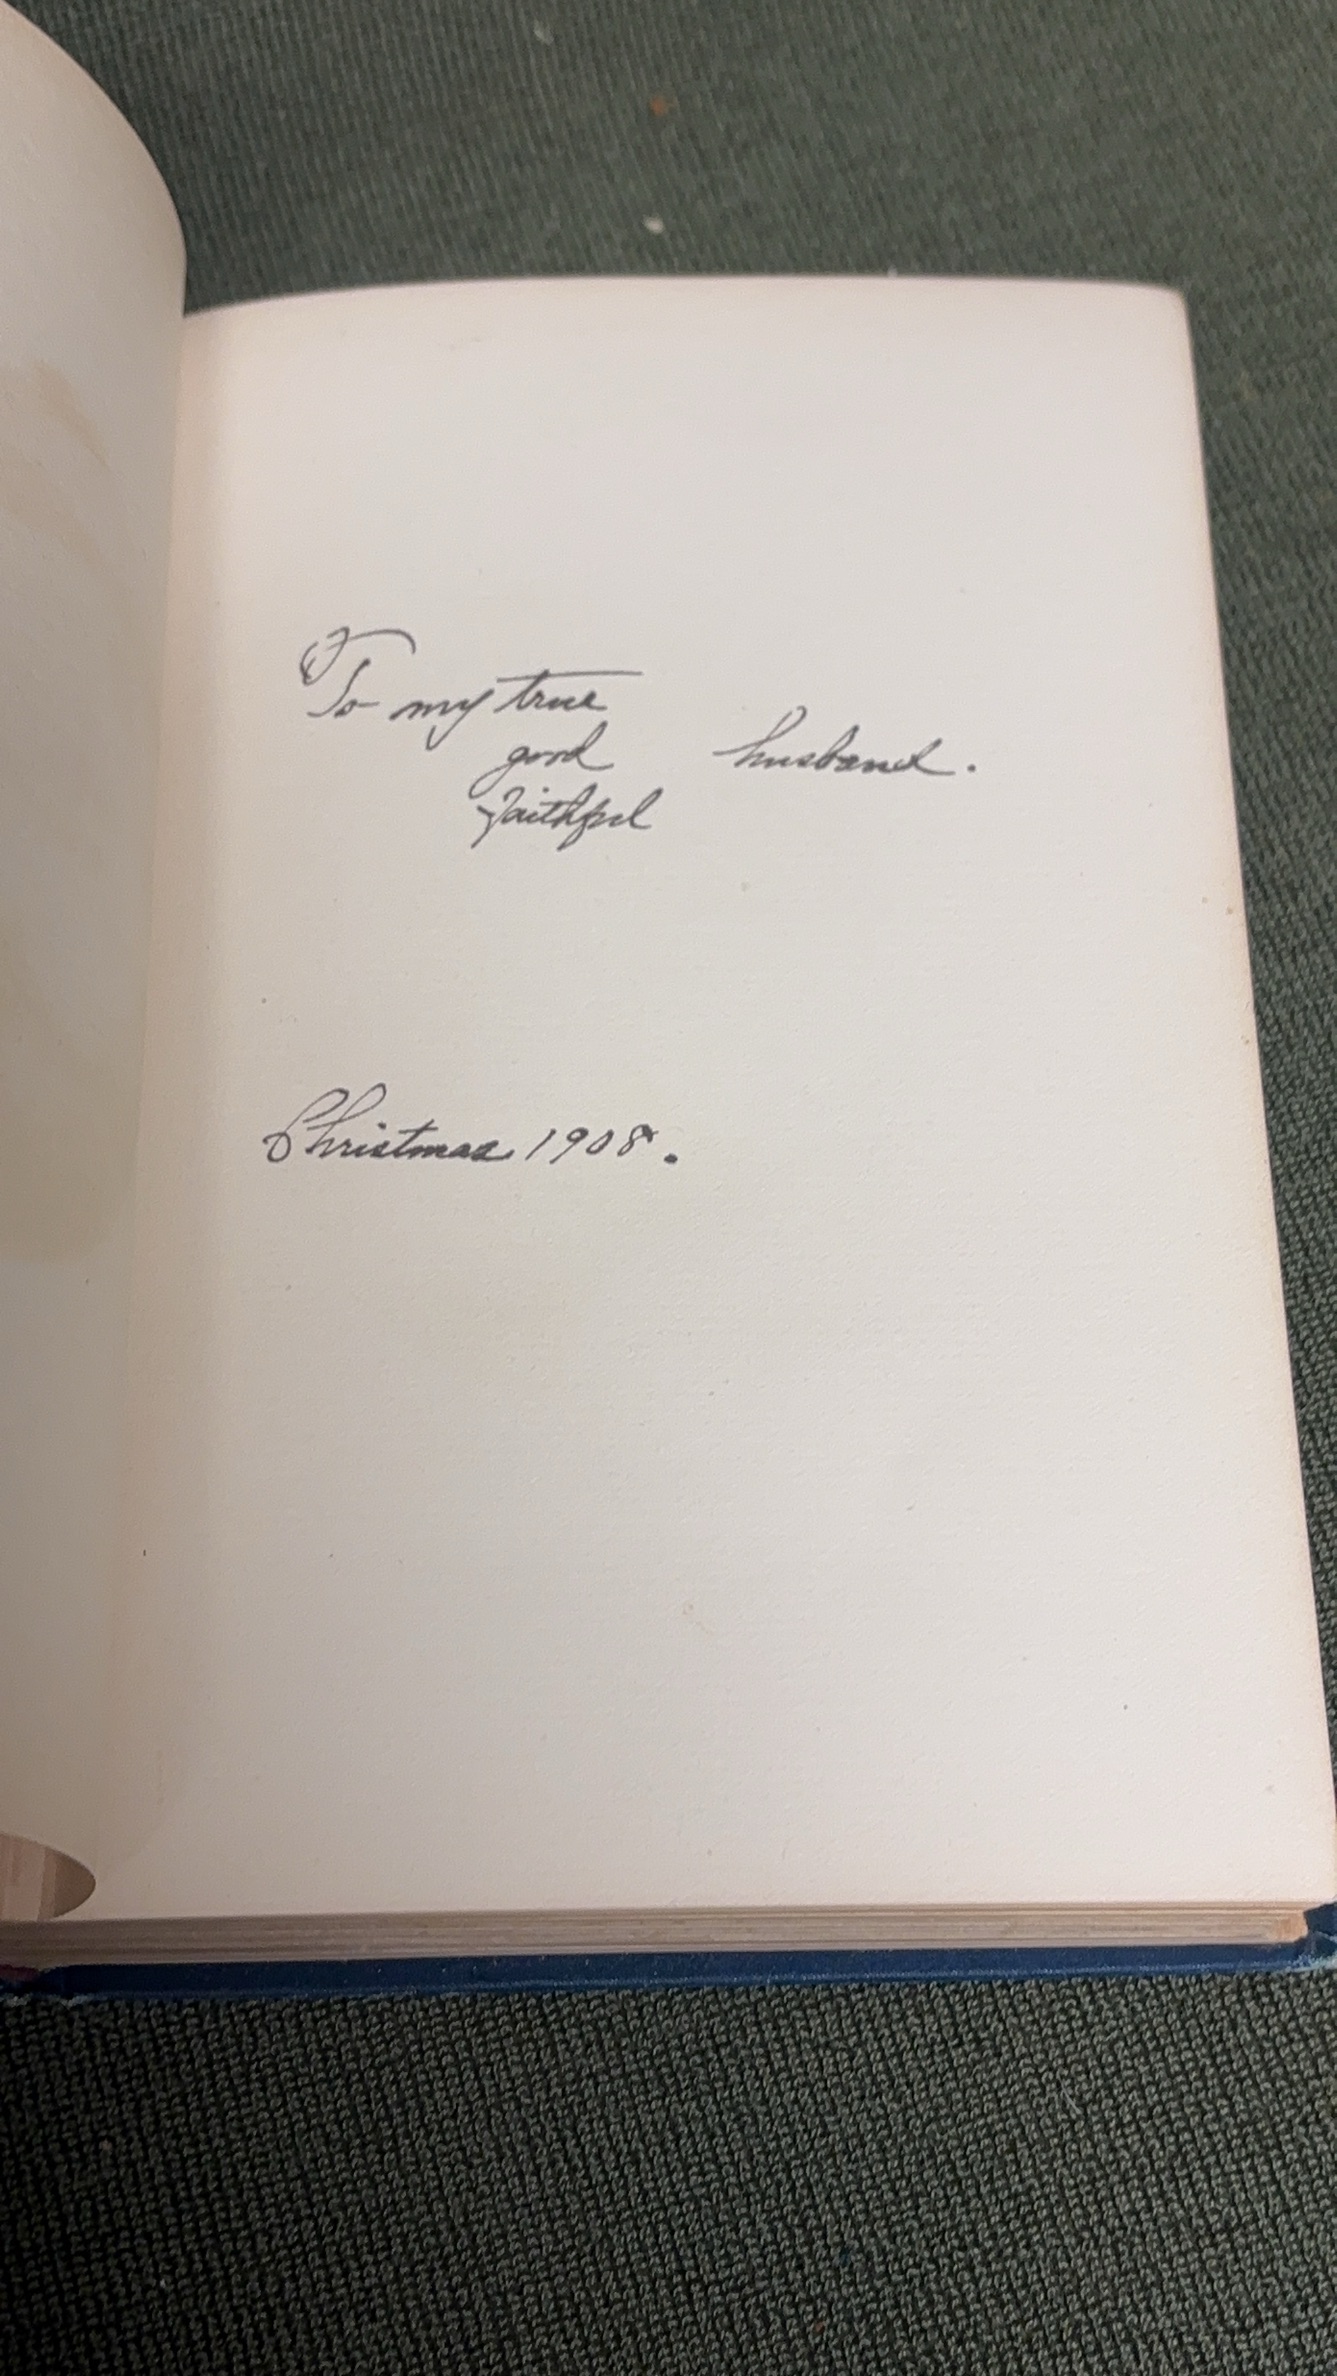 To my true
good husband.
Faithful
Christmas 1908.